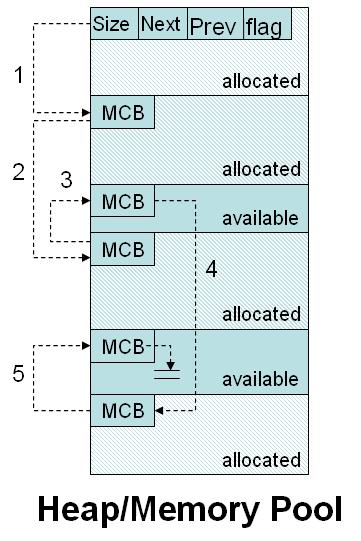 Size Next Prev flag
1
allocated
MCB
2
allocated
3
MCB
available
MCB
4
allocated
MCB
5
available
MCB
allocated
Heap/Memory Pool